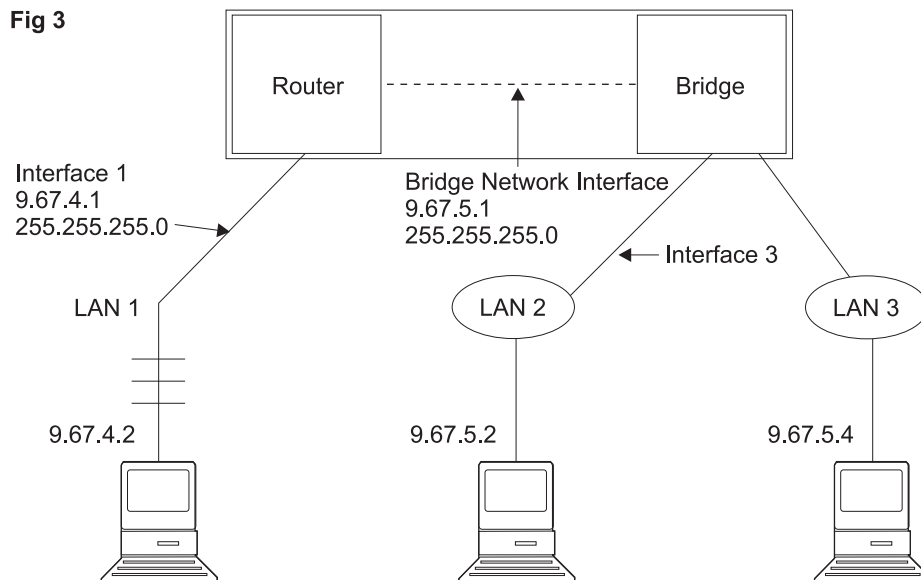 Fig 3
Router
Bridge
Interface 1
9.67.4.1
255.255.255.0
Bridge Network Interface
9.67.5.1
255.255.255.0
Interface 3
LAN 1
LAN 2
LAN 3
9.67.4.2
9.67.5.2
9.67.5.4